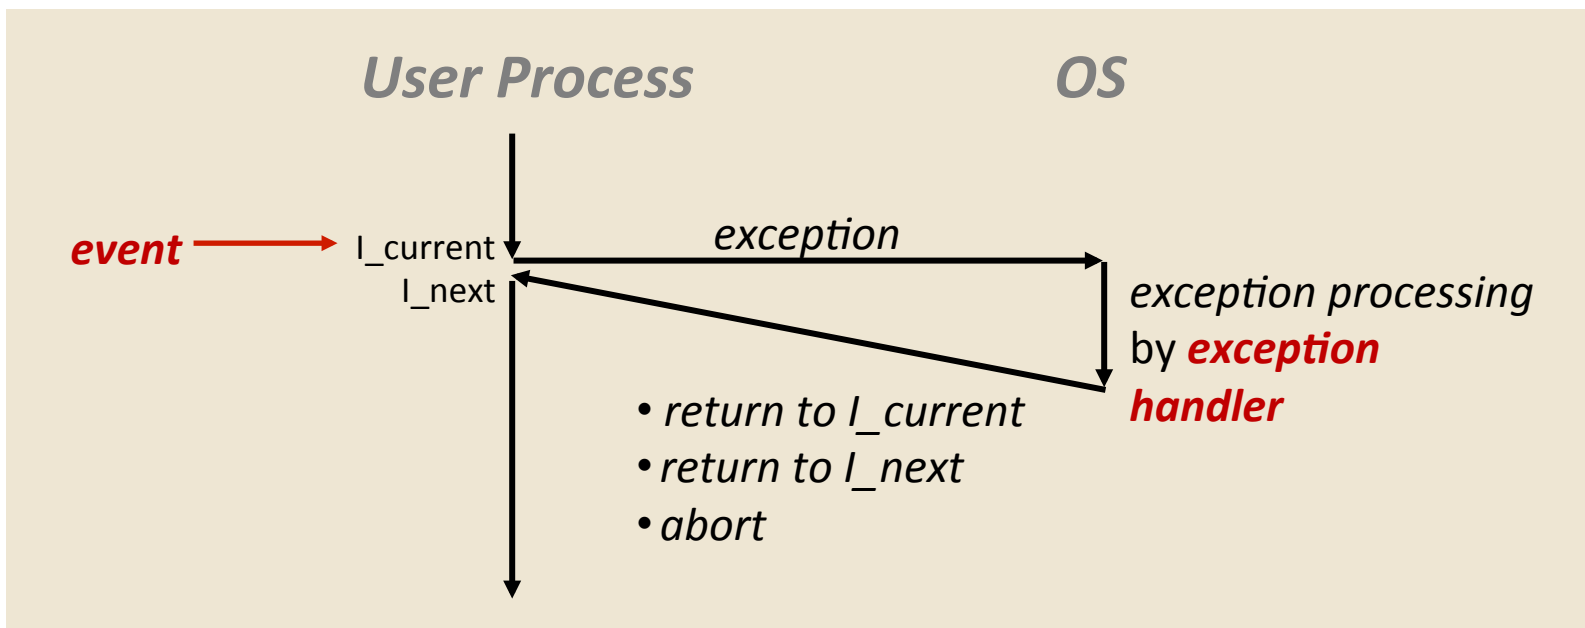 User Process
OS
event
I_current
exception
I_next
exception processing
by exception
handler
• return to I_current
• return to I_next
• abort